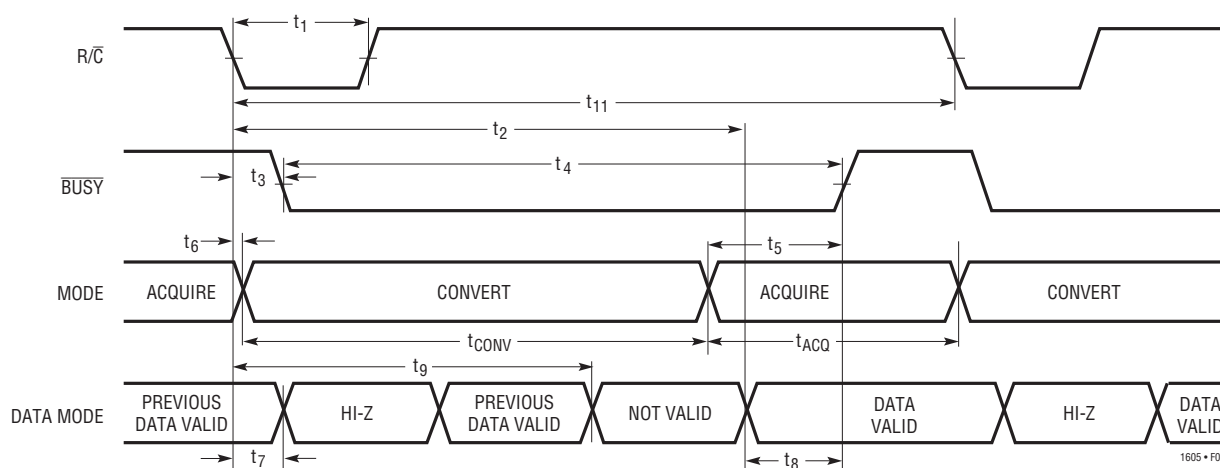 t1
R/C̅
t11
t2
t4
B̅U̅S̅Y̅
t3
t6
t5
MODE
ACQUIRE
CONVERT
ACQUIRE
CONVERT
tCONV
tACQ
t9
DATA MODE
PREVIOUS
DATA VALID
HI-Z
PREVIOUS
DATA VALID
NOT VALID
DATA
VALID
HI-Z
DATA
VALID
t7
t8
1605 • F0